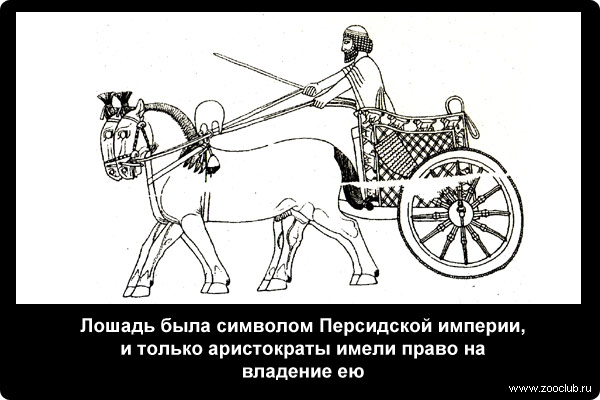 Лошадь была символом Персидской империи,
и только аристократы имели право на
владение ею
www.zooclub.ru